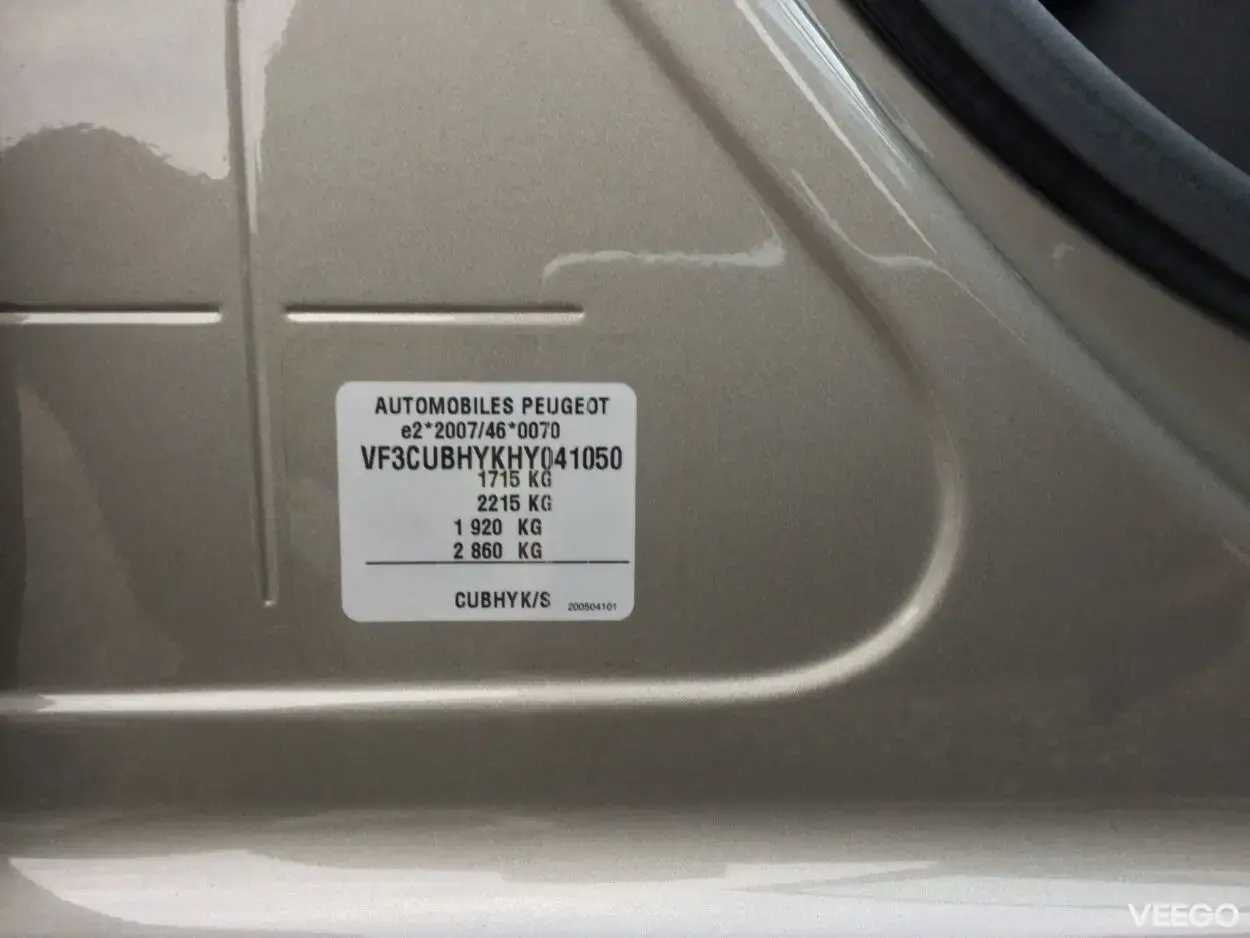 AUTOMOBILES PEUGEOT
e2*2007/46*0070
VF3CUBHYKHY041050
1715 KG
2215 KG
1 920 KG
2 860 KG
CUBHYK/S 200504101
VEEGO